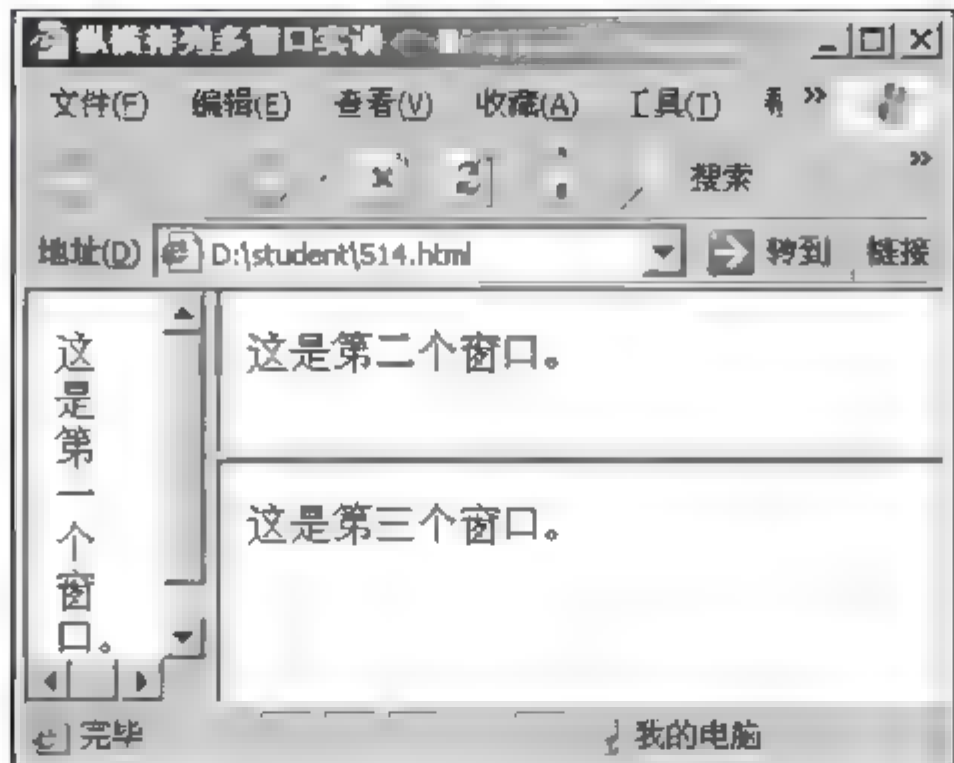 纵横排列多窗口实训
文件(F) 编辑(E) 查看(V) 收藏(A) 工具(T) »
搜索 »
地址(D) D:\student\514.html 转到 链接
这是第一个窗口。
这是第二个窗口。
这是第三个窗口。
完毕 我的电脑